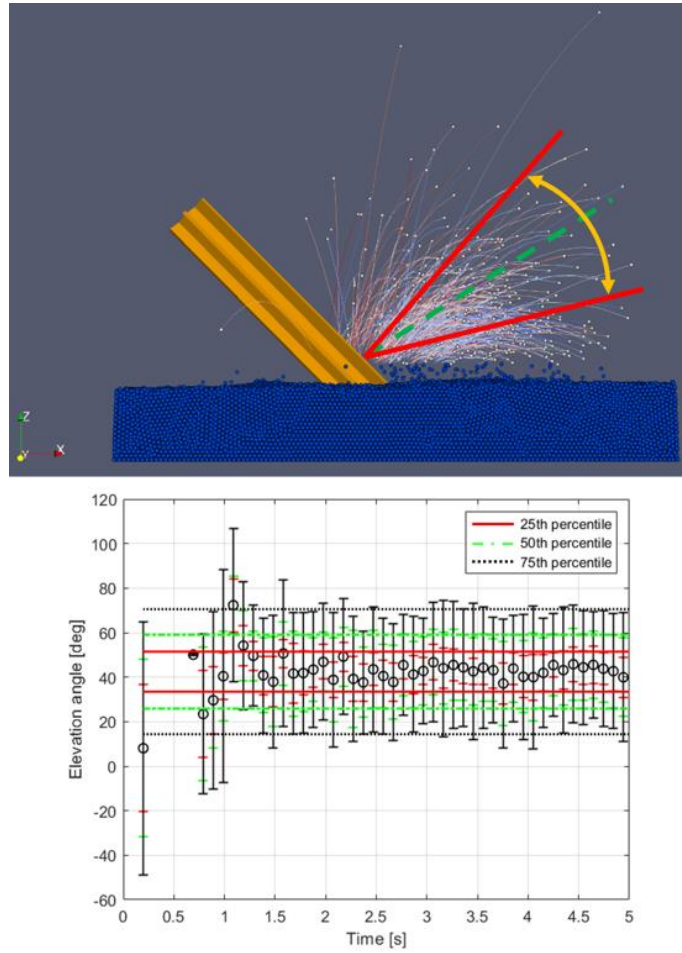 Z
Y
X
120
100
80
60
40
20
0
-20
-40
-60
Elevation angle [deg]
25th percentile
50th percentile
75th percentile
0 0.5 1 1.5 2 2.5 3 3.5 4 4.5 5
Time [s]